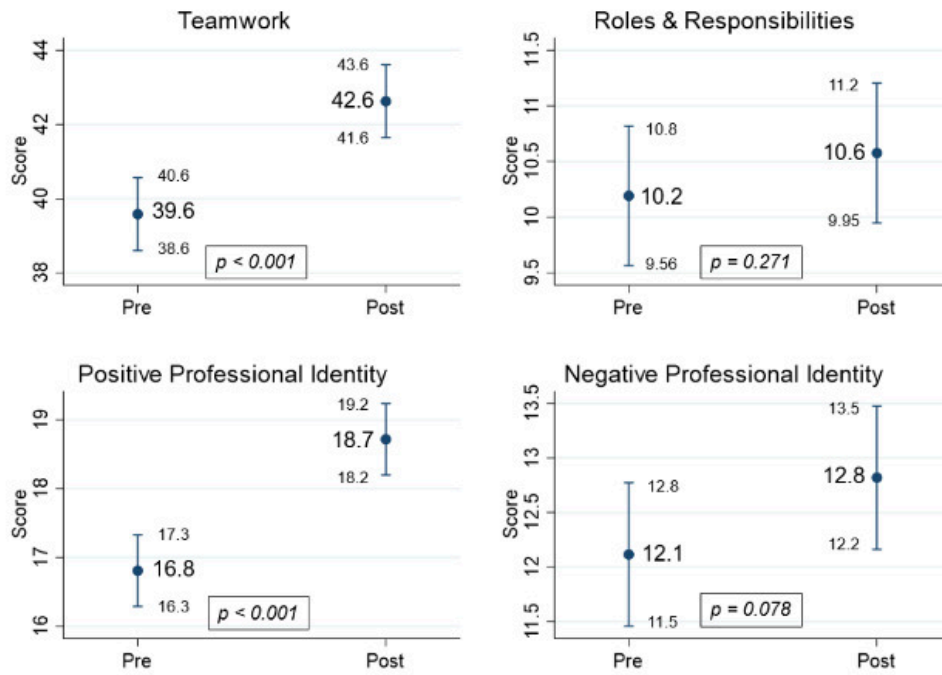 Teamwork
Score
44
42
40
38
43.6
42.6
41.6
40.6
39.6
38.6
p < 0.001
Pre
Post
Roles & Responsibilities
Score
11.5
11
10.5
10
9.5
11.2
10.8
10.6
10.2
9.95
9.56
p = 0.271
Pre
Post
Positive Professional Identity
Score
19
18
17
16
19.2
18.7
18.2
17.3
16.8
16.3
p < 0.001
Pre
Post
Negative Professional Identity
Score
13.5
13
12.5
12
11.5
13.5
12.8
12.8
12.2
12.1
11.5
p = 0.078
Pre
Post